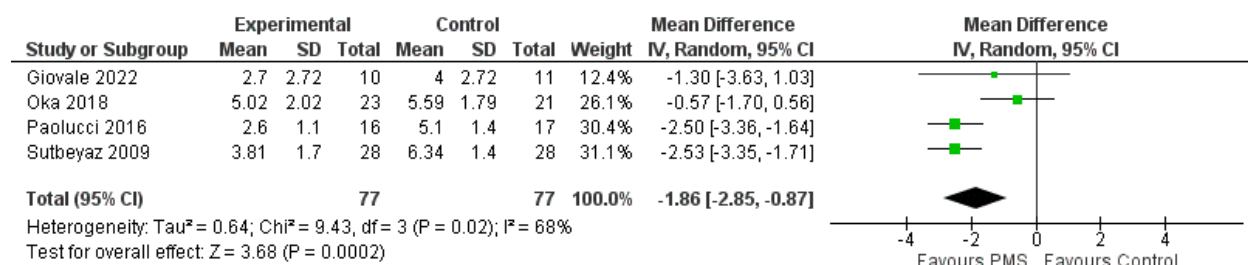 Experimental Control Mean Difference Mean Difference
Study or Subgroup Mean SD Total Mean SD Total Weight IV, Random, 95% CI IV, Random, 95% CI
Giovale 2022 2.7 2.72 10 4 2.72 11 12.4% -1.30 [-3.63, 1.03]
Oka 2018 5.02 2.02 23 5.59 1.79 21 26.1% -0.57 [-1.70, 0.56]
Paolucci 2016 2.6 1.1 16 5.1 1.4 17 30.4% -2.50 [-3.36, -1.64]
Sutbeyaz 2009 3.81 1.7 28 6.34 1.4 28 31.1% -2.53 [-3.35, -1.71]
Total (95% CI) 77 77 100.0% -1.86 [-2.85, -0.87]
Heterogeneity: Tau² = 0.64; Chi² = 9.43, df = 3 (P = 0.02); I² = 68%
Test for overall effect: Z = 3.68 (P = 0.0002)
-4 -2 0 2 4
Favours PMS Favours Control